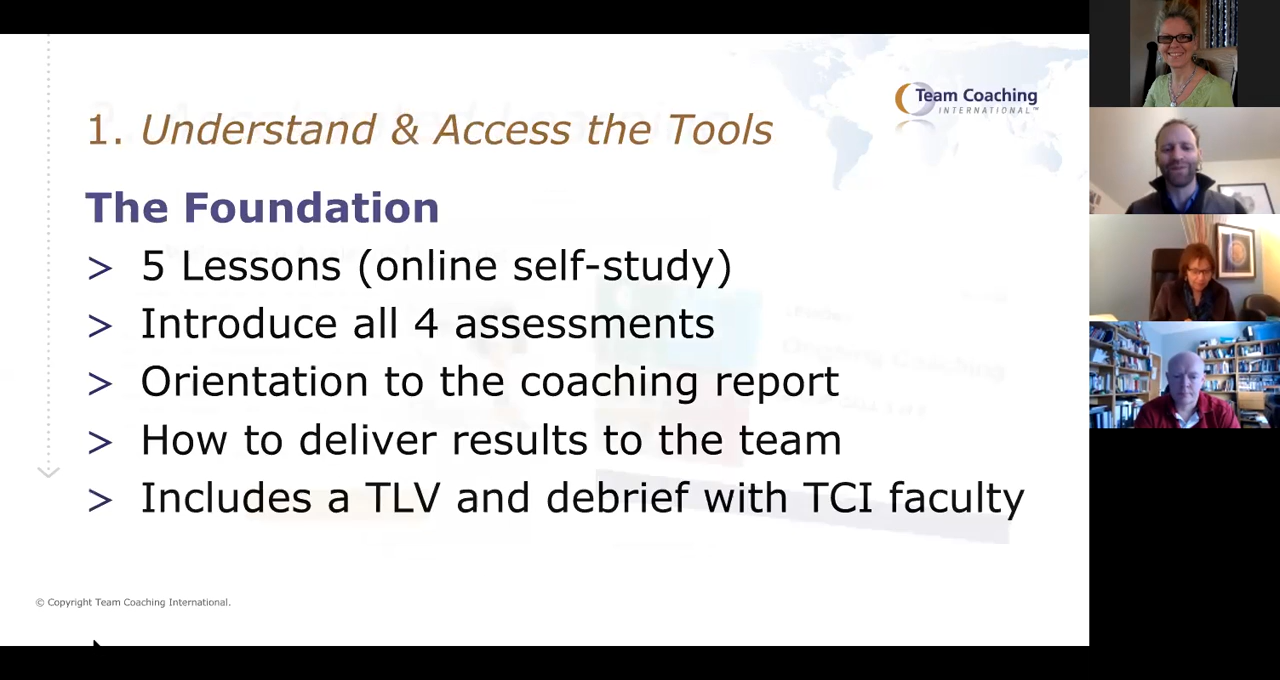 Team Coaching
INTERNATIONAL™
1. Understand & Access the Tools
The Foundation
> 5 Lessons (online self-study)
> Introduce all 4 assessments
> Orientation to the coaching report
> How to deliver results to the team
> Includes a TLV and debrief with TCI faculty
© Copyright Team Coaching International.